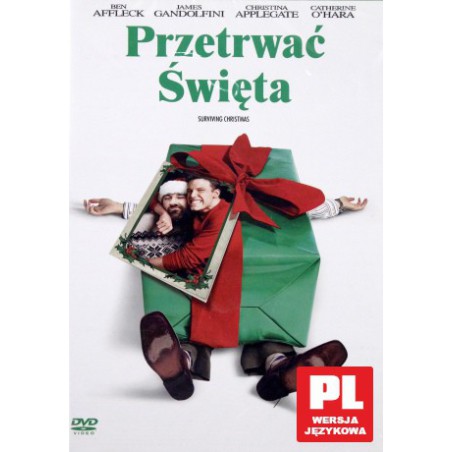 BEN AFFLECK JAMES GANDOLFINI CHRISTINA APPLEGATE CATHERINE O'HARA
Przetrwać
Święta
SURVIVING CHRISTMAS
PL
WERSJA
JĘZYKOWA
DVD
VIDEO